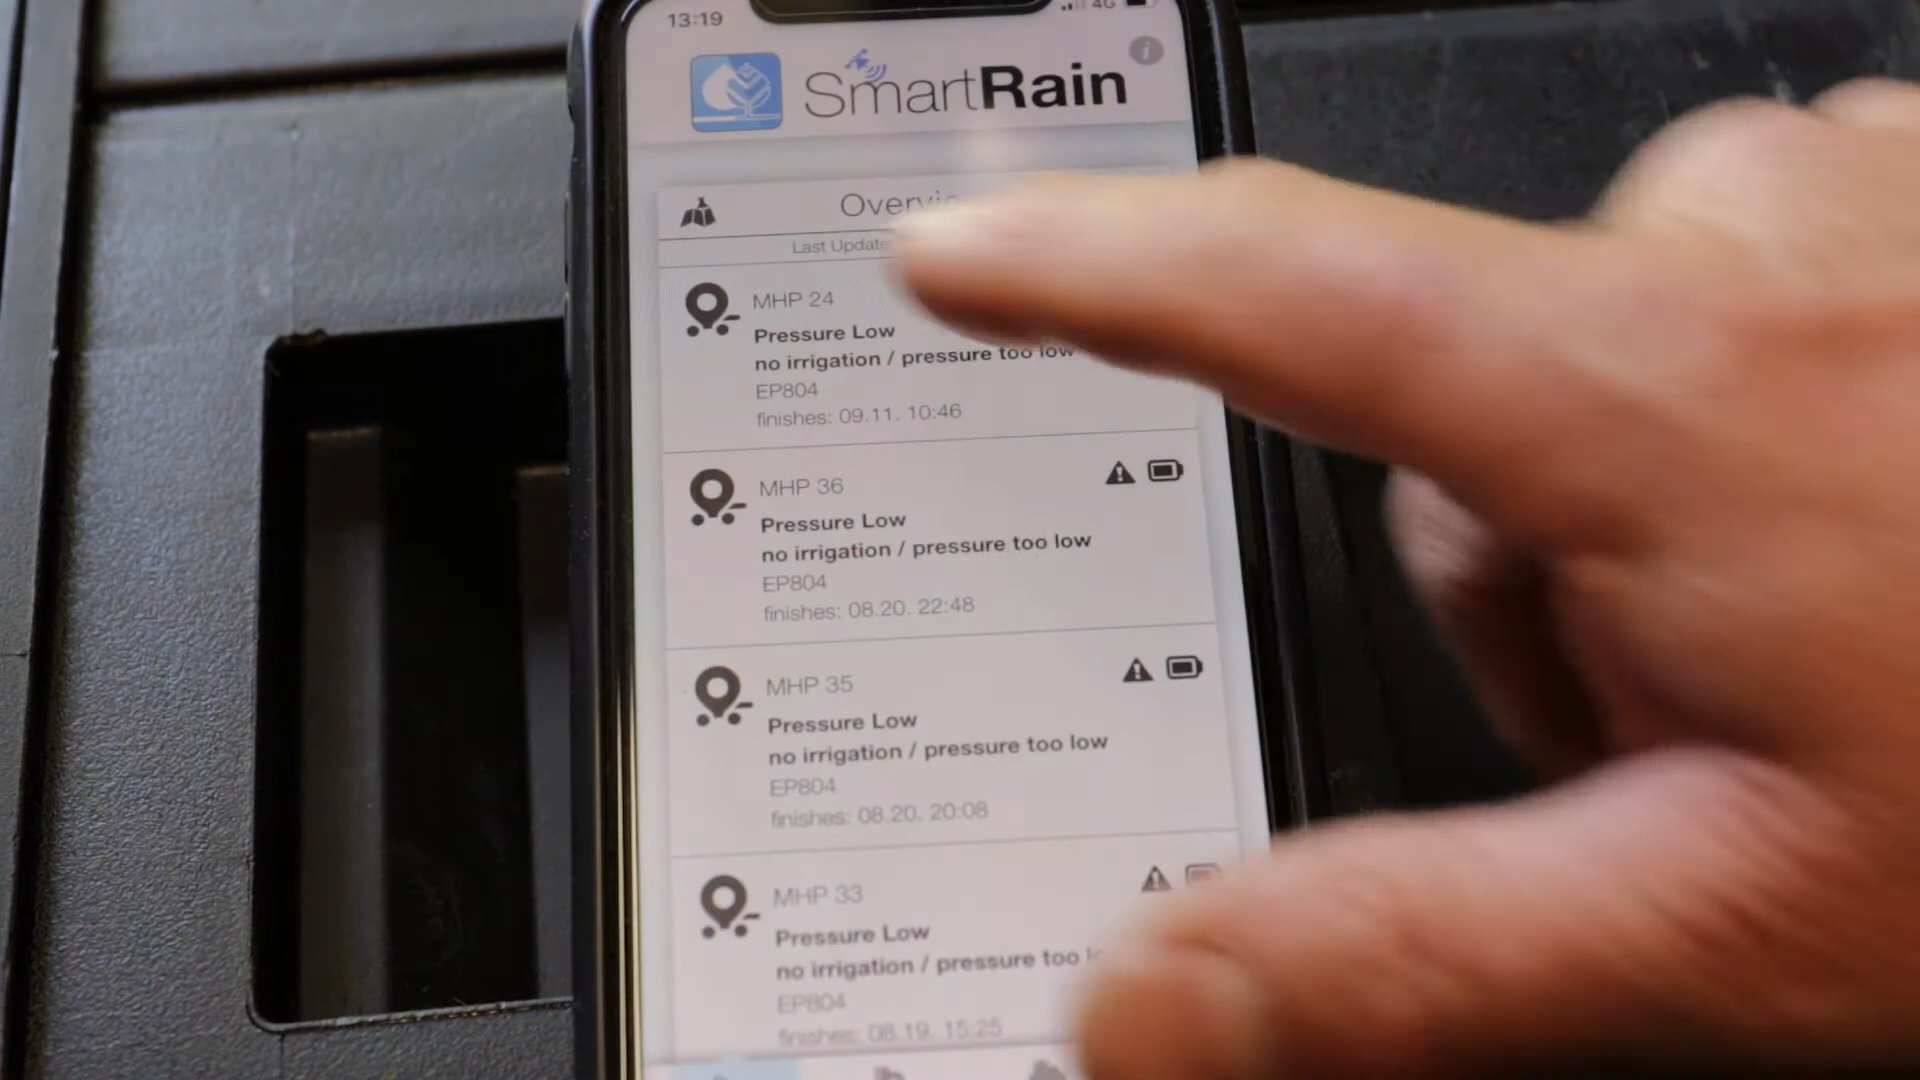 13:19
4G
i
SmartRain
Last
MHP 24
Pressure Low
no irrigation / pressure too low
EP804
finishes: 09.11. 10:46
MHP 36
Pressure Low
no irrigation / pressure too low
EP804
finishes: 08.20. 22:48
MHP 35
Pressure Low
no irrigation / pressure too low
EP804
finishes: 08.20. 20:08
MHP 33
Pressure Low
no irrigation / pressure too
EP804
finishes: 08.19. 15:25